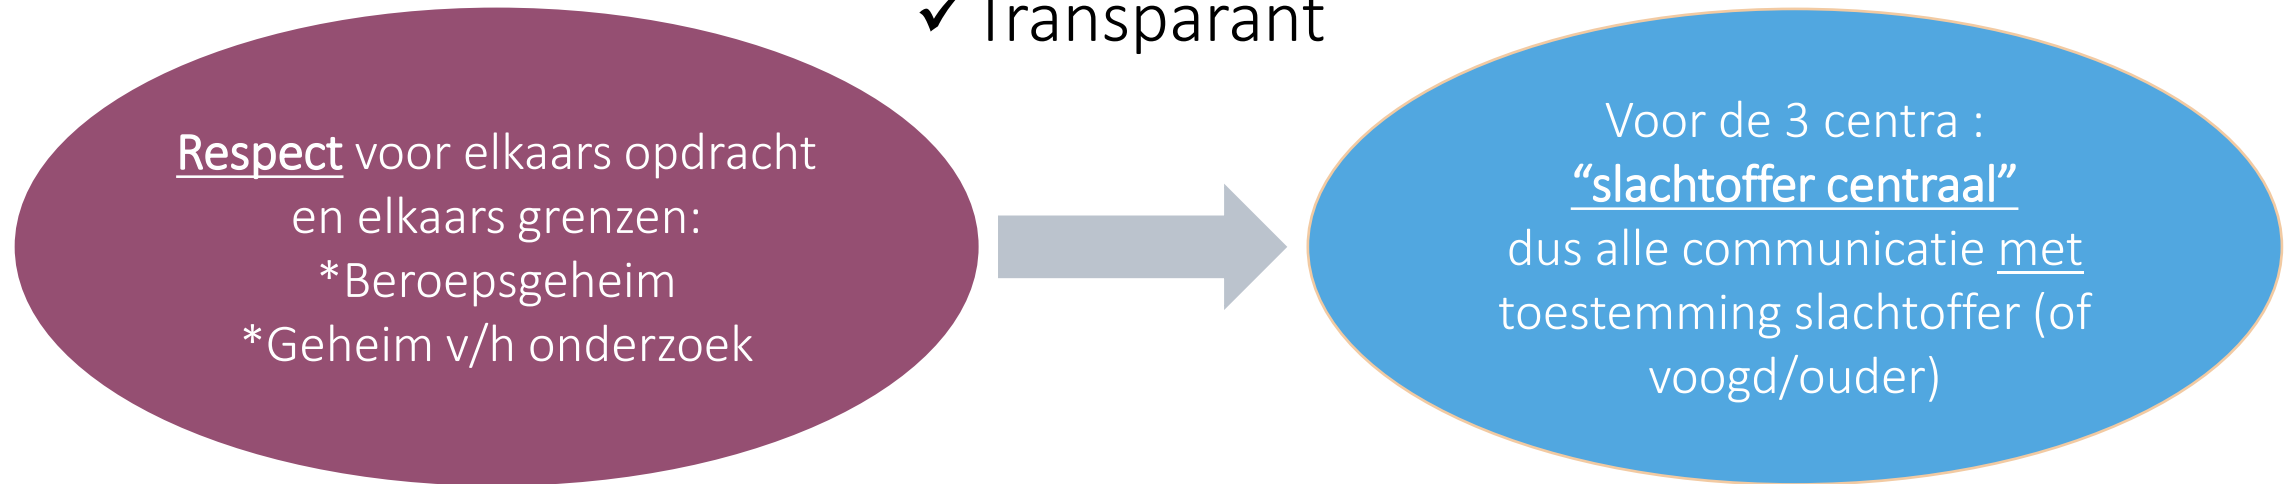 ✓ Transparant
Respect voor elkaars opdracht
en elkaars grenzen:
*Beroepsgeheim
*Geheim v/h onderzoek
Voor de 3 centra :
“slachtoffer centraal”
dus alle communicatie met
toestemming slachtoffer (of
voogd/ouder)